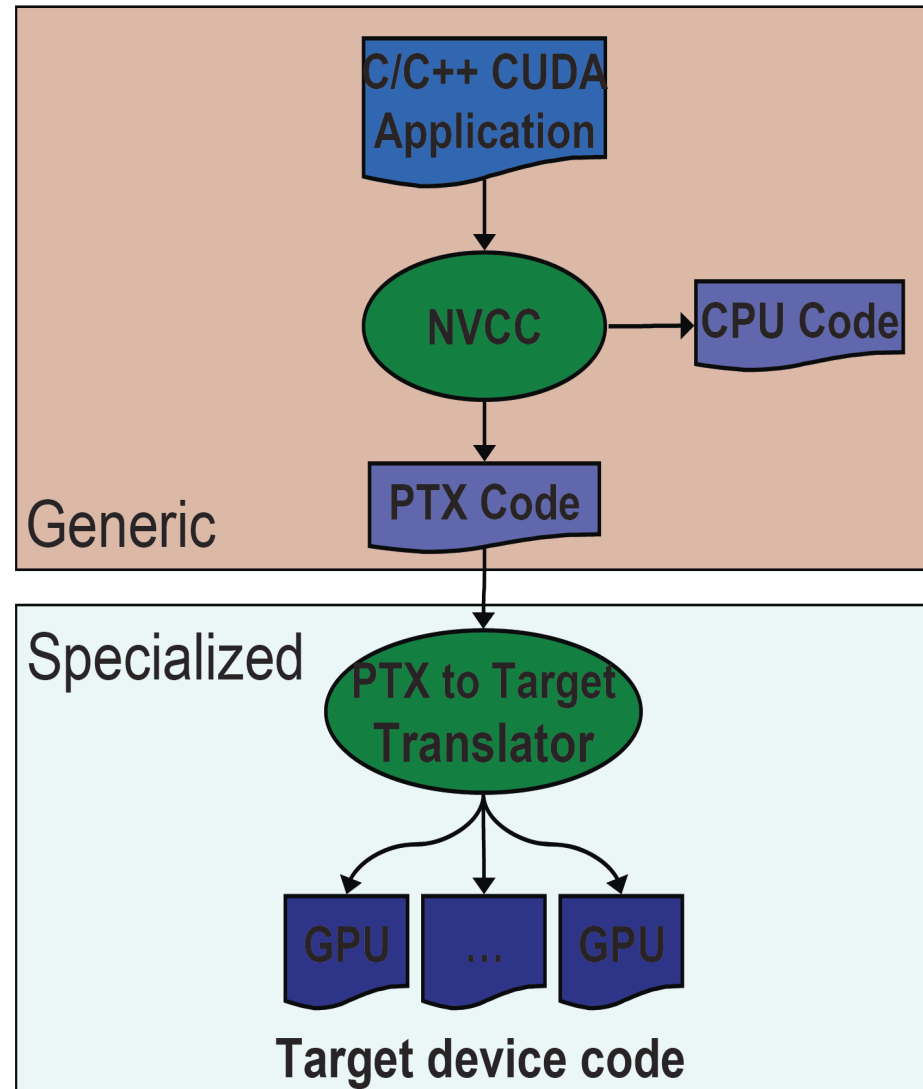 C/C++ CUDA
Application
NVCC
CPU Code
PTX Code
Generic
Specialized
PTX to Target
Translator
GPU
...
GPU
Target device code